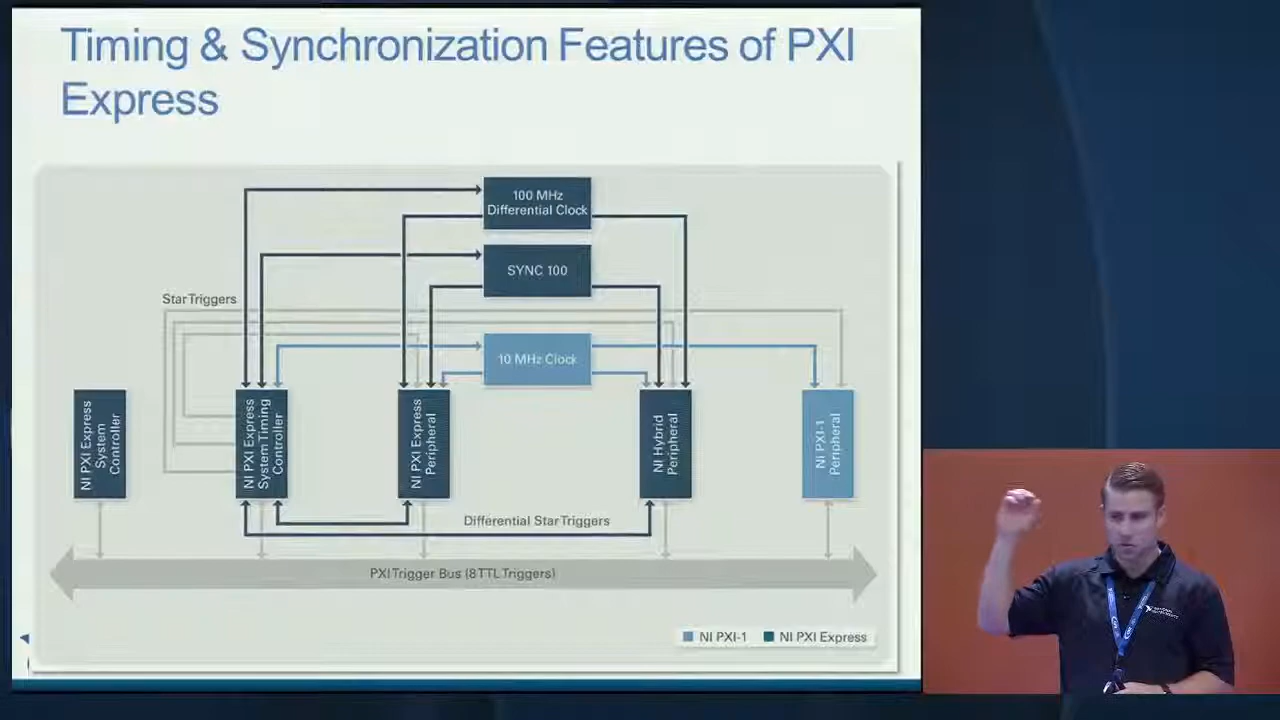 Timing & Synchronization Features of PXI
Express
100 MHz
Differential Clock
SYNC 100
Star Triggers
10 MHz Clock
NI PXI Express
System
Controller
NI PXI Express
System Timing
Controller
NI PXI Express
Peripheral
NI Hybrid
Peripheral
NI PXI-1
Peripheral
Differential Star Triggers
PXI Trigger Bus (8 TTL Triggers)
NI PXI-1
NI PXI Express